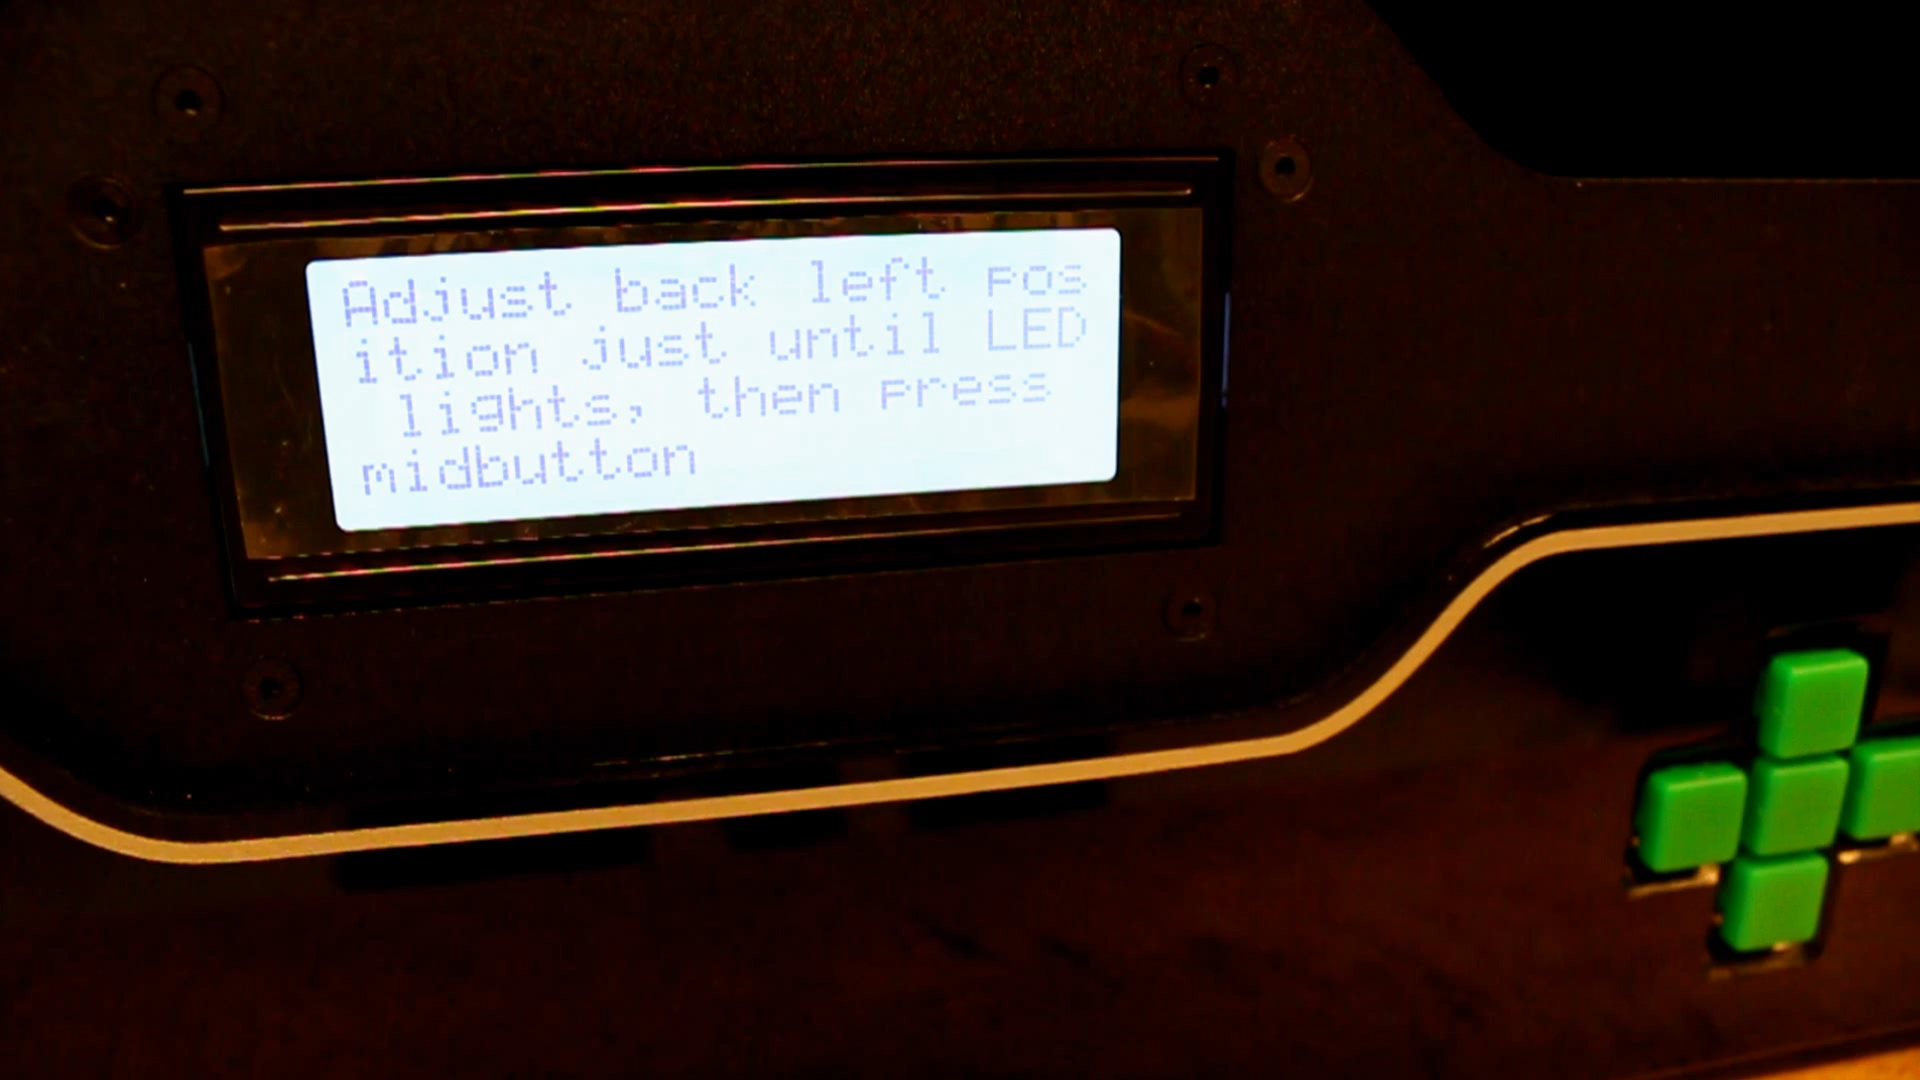 Adjust back left pos
ition just until LED
lights, then press
midbutton